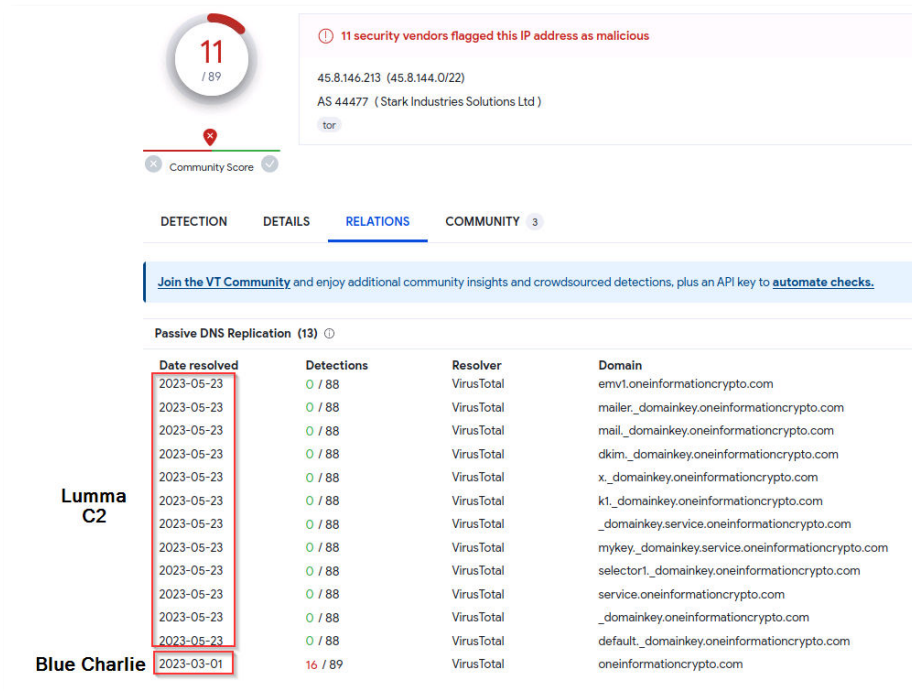 11
/ 89
Community Score
11 security vendors flagged this IP address as malicious
45.8.146.213 (45.8.144.0/22)
AS 44477 ( Stark Industries Solutions Ltd )
tor
DETECTION DETAILS RELATIONS COMMUNITY 3
Join the VT Community and enjoy additional community insights and crowdsourced detections, plus an API key to automate checks.
Passive DNS Replication (13)
Date resolved Detections Resolver Domain
2023-05-23 0 / 88 VirusTotal emv1.oneinformationcrypto.com
2023-05-23 0 / 88 VirusTotal mailer._domainkey.oneinformationcrypto.com
2023-05-23 0 / 88 VirusTotal mail._domainkey.oneinformationcrypto.com
2023-05-23 0 / 88 VirusTotal dkim._domainkey.oneinformationcrypto.com
2023-05-23 0 / 88 VirusTotal x._domainkey.oneinformationcrypto.com
2023-05-23 0 / 88 VirusTotal k1._domainkey.oneinformationcrypto.com
2023-05-23 0 / 88 VirusTotal _domainkey.service.oneinformationcrypto.com
2023-05-23 0 / 88 VirusTotal mykey._domainkey.service.oneinformationcrypto.com
2023-05-23 0 / 88 VirusTotal selector1._domainkey.oneinformationcrypto.com
2023-05-23 0 / 88 VirusTotal service.oneinformationcrypto.com
2023-05-23 0 / 88 VirusTotal _domainkey.oneinformationcrypto.com
2023-05-23 0 / 88 VirusTotal default._domainkey.oneinformationcrypto.com
2023-03-01 16 / 89 VirusTotal oneinformationcrypto.com
Lumma
C2
Blue Charlie